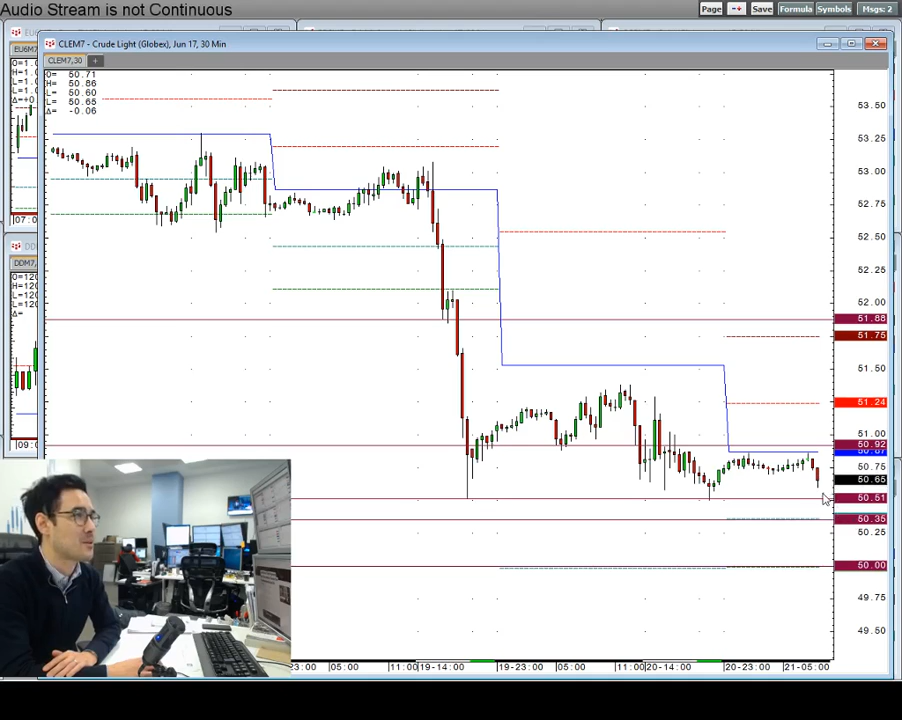 Audio Stream is not Continuous
Page
Save
Formula
Symbols
Msgs: 2
CLEM7 - Crude Light (Globex), Jun 17, 30 Min
EU6M7
CLEM7,30
+
O= 50.71
H= 50.86
L= 50.60
L= 50.65
Δ= -0.06
53.50
53.25
53.00
52.75
52.50
52.25
52.00
51.88
51.75
51.50
51.24
51.00
50.92
50.75
50.65
50.51
50.35
50.25
50.00
49.75
49.50
DDM7,
23:00
05:00
11:00
19-14:00
19-23:00
05:00
11:00
20-14:00
20-23:00
21-05:00